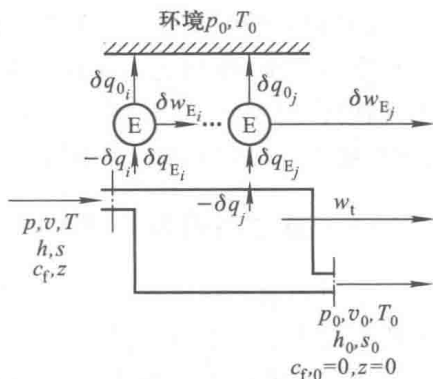 环境p₀,T₀
δq₀ᵢ δq₀ⱼ
E δw_Eᵢ ··· E δw_Eⱼ
−δqᵢ δq_Eᵢ δq_Eⱼ
−δqⱼ wₜ
p,v,T
h,s
c_f,z
p₀,v₀,T₀
h₀,s₀
c_f,0=0,z=0